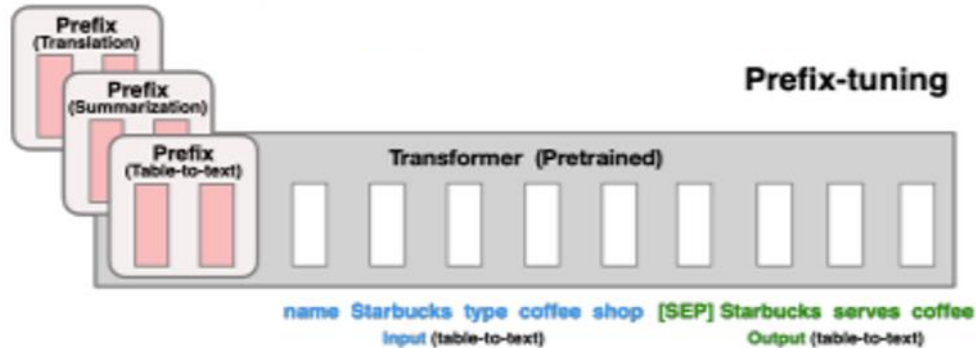 Prefix
(Translation)
Prefix-tuning
Prefix
(Summarization)
Prefix
(Table-to-text)
Transformer (Pretrained)
name Starbucks type coffee shop [SEP] Starbucks serves coffee
Input (table-to-text)
Output (table-to-text)